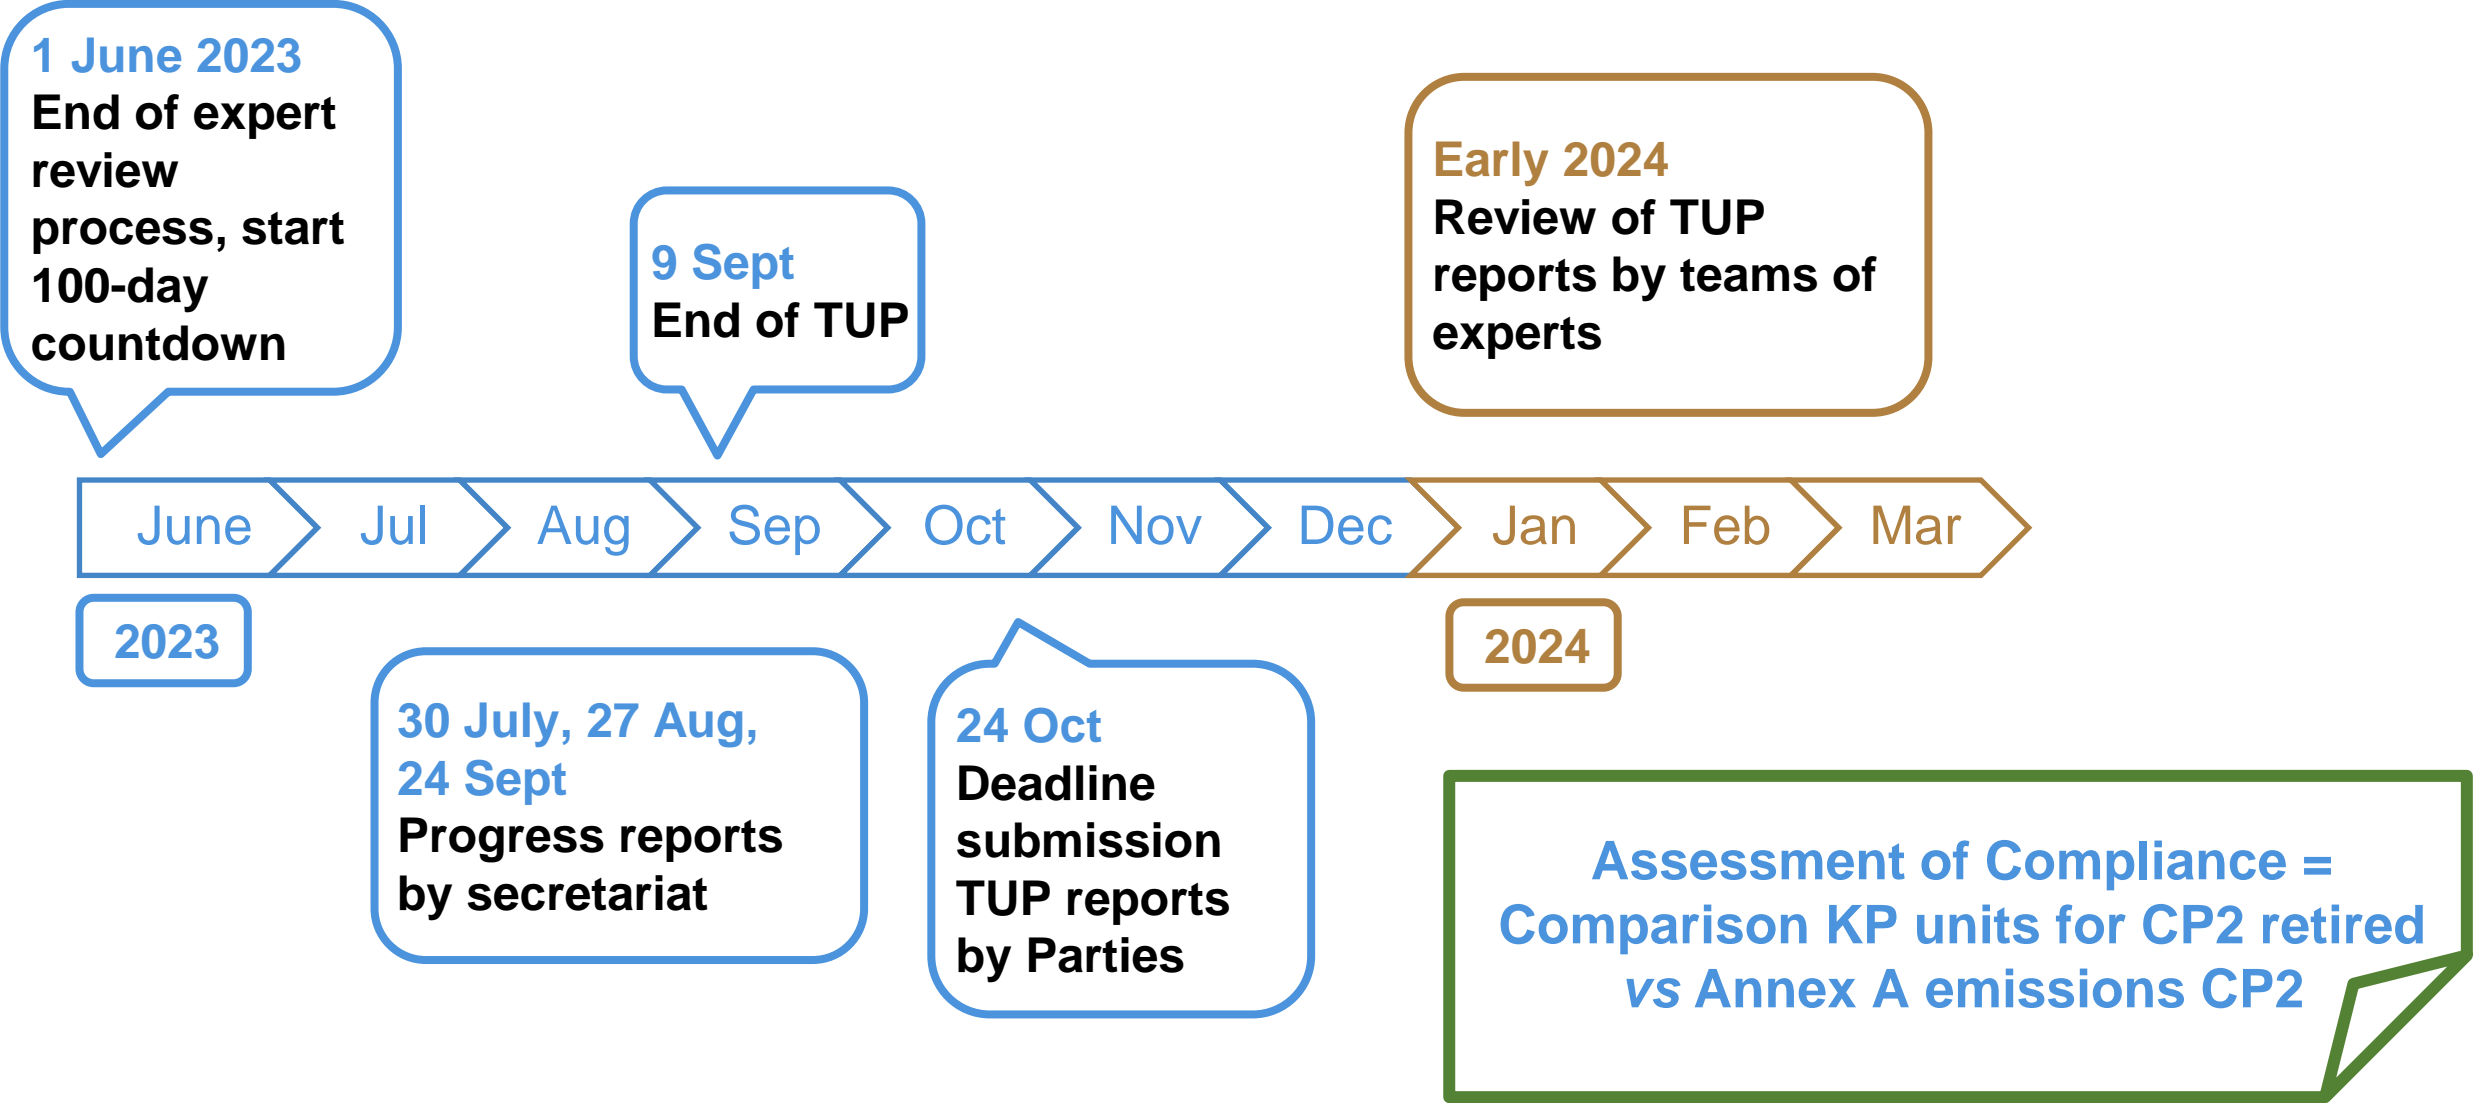 1 June 2023
End of expert
review
process, start
100-day
countdown
9 Sept
End of TUP
Early 2024
Review of TUP
reports by teams of
experts
June
Jul
Aug
Sep
Oct
Nov
Dec
Jan
Feb
Mar
2023
2024
30 July, 27 Aug,
24 Sept
Progress reports
by secretariat
24 Oct
Deadline
submission
TUP reports
by Parties
Assessment of Compliance =
Comparison KP units for CP2 retired
vs Annex A emissions CP2